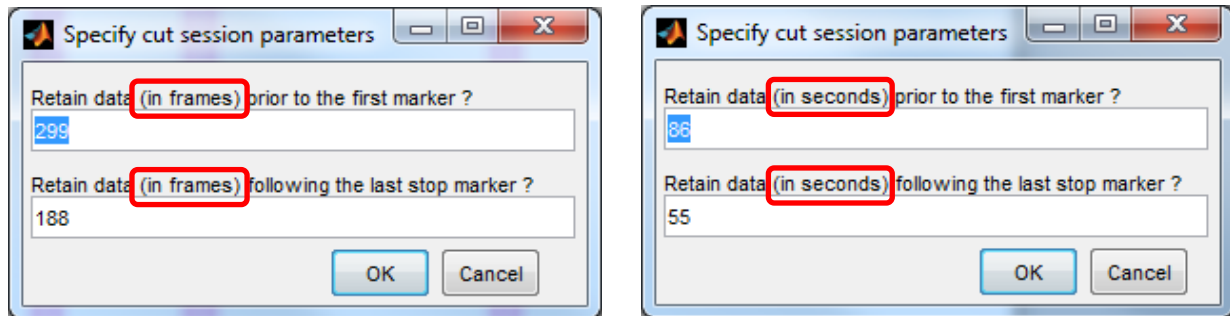 Specify cut session parameters
Retain data (in frames) prior to the first marker ?
299
Retain data (in frames) following the last stop marker ?
188
OK Cancel
Specify cut session parameters
Retain data (in seconds) prior to the first marker ?
86
Retain data (in seconds) following the last stop marker ?
55
OK Cancel